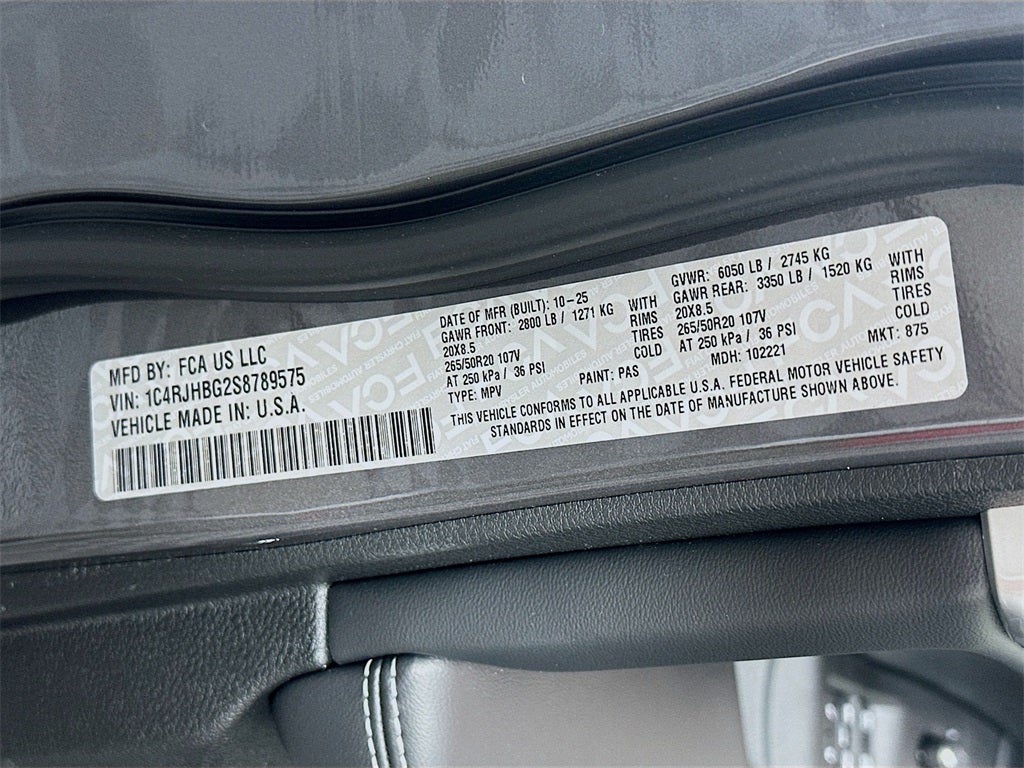 MFD BY: FCA US LLC
VIN: 1C4RJHBG2S8789575
VEHICLE MADE IN: U.S.A.
DATE OF MFR (BUILT): 10-25
GAWR FRONT: 2800 LB / 1271 KG WITH
20X8.5 RIMS
265/50R20 107V TIRES
AT 250 kPa / 36 PSI COLD
TYPE: MPV
PAINT: PAS
GVWR: 6050 LB / 2745 KG
GAWR REAR: 3350 LB / 1520 KG WITH
20X8.5 RIMS
265/50R20 107V TIRES
AT 250 kPa / 36 PSI COLD
MDH: 102221
MKT: 875
THIS VEHICLE CONFORMS TO ALL APPLICABLE U.S.A. FEDERAL MOTOR VEHICLE SAFETY
STANDARDS IN EFFECT ON THE DATE OF MANUFACTURE SHOWN ABOVE.